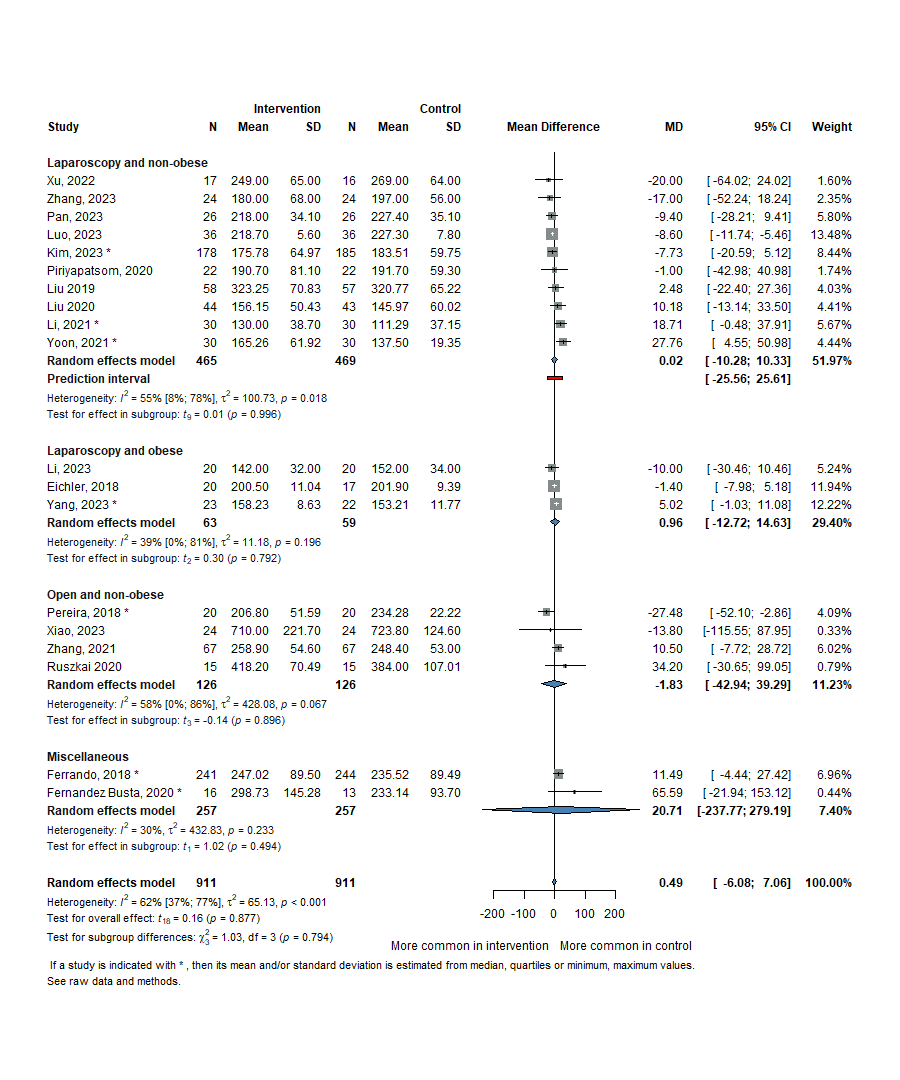 Intervention Control
Study N Mean SD N Mean SD Mean Difference MD 95% CI Weight
Laparoscopy and non-obese
Xu, 2022 17 249.00 65.00 16 269.00 64.00 -20.00 [ -64.02; 24.02] 1.60%
Zhang, 2023 24 180.00 68.00 24 197.00 56.00 -17.00 [ -52.24; 18.24] 2.35%
Pan, 2023 26 218.00 34.10 26 227.40 35.10 -9.40 [ -28.21; 9.41] 5.80%
Luo, 2023 36 218.70 5.60 36 227.30 7.80 -8.60 [ -11.74; -5.46] 13.48%
Kim, 2023 * 178 175.78 64.97 185 183.51 59.75 -7.73 [ -20.59; 5.12] 8.44%
Piriyapatsom, 2020 22 190.70 81.10 22 191.70 59.30 -1.00 [ -42.98; 40.98] 1.74%
Liu 2019 58 323.25 70.83 57 320.77 65.22 2.48 [ -22.40; 27.36] 4.03%
Liu 2020 44 156.15 50.43 43 145.97 60.02 10.18 [ -13.14; 33.50] 4.41%
Li, 2021 * 30 130.00 38.70 30 111.29 37.15 18.71 [ -0.48; 37.91] 5.67%
Yoon, 2021 * 30 165.26 61.92 30 137.50 19.35 27.76 [ 4.55; 50.98] 4.44%
Random effects model 465 469 0.02 [ -10.28; 10.33] 51.97%
Prediction interval [ -25.56; 25.61]
Heterogeneity: I² = 55% [8%; 78%], τ² = 100.73, p = 0.018
Test for effect in subgroup: t₉ = 0.01 (p = 0.996)
Laparoscopy and obese
Li, 2023 20 142.00 32.00 20 152.00 34.00 -10.00 [ -30.46; 10.46] 5.24%
Eichler, 2018 20 200.50 11.04 17 201.90 9.39 -1.40 [ -7.98; 5.18] 11.94%
Yang, 2023 * 23 158.23 8.63 22 153.21 11.77 5.02 [ -1.03; 11.08] 12.22%
Random effects model 63 59 0.96 [ -12.72; 14.63] 29.40%
Heterogeneity: I² = 39% [0%; 81%], τ² = 11.18, p = 0.196
Test for effect in subgroup: t₂ = 0.30 (p = 0.792)
Open and non-obese
Pereira, 2018 * 20 206.80 51.59 20 234.28 22.22 -27.48 [ -52.10; -2.86] 4.09%
Xiao, 2023 24 710.00 221.70 24 723.80 124.60 -13.80 [-115.55; 87.95] 0.33%
Zhang, 2021 67 258.90 54.60 67 248.40 53.00 10.50 [ -7.72; 28.72] 6.02%
Ruszkai 2020 15 418.20 70.49 15 384.00 107.01 34.20 [ -30.65; 99.05] 0.79%
Random effects model 126 126 -1.83 [ -42.94; 39.29] 11.23%
Heterogeneity: I² = 58% [0%; 86%], τ² = 428.08, p = 0.067
Test for effect in subgroup: t₃ = -0.14 (p = 0.896)
Miscellaneous
Ferrando, 2018 * 241 247.02 89.50 244 235.52 89.49 11.49 [ -4.44; 27.42] 6.96%
Fernandez Busta, 2020 * 16 298.73 145.28 13 233.14 93.70 65.59 [ -21.94; 153.12] 0.44%
Random effects model 257 257 20.71 [-237.77; 279.19] 7.40%
Heterogeneity: I² = 30%, τ² = 432.83, p = 0.233
Test for effect in subgroup: t₁ = 1.02 (p = 0.494)
Random effects model 911 911 0.49 [ -6.08; 7.06] 100.00%
Heterogeneity: I² = 62% [37%; 77%], τ² = 65.13, p < 0.001
Test for overall effect: t₁₈ = 0.16 (p = 0.877)
-200 -100 0 100 200
Test for subgroup differences: χ²₃ = 1.03, df = 3 (p = 0.794)
More common in intervention More common in control
If a study is indicated with * , then its mean and/or standard deviation is estimated from median, quartiles or minimum, maximum values.
See raw data and methods.